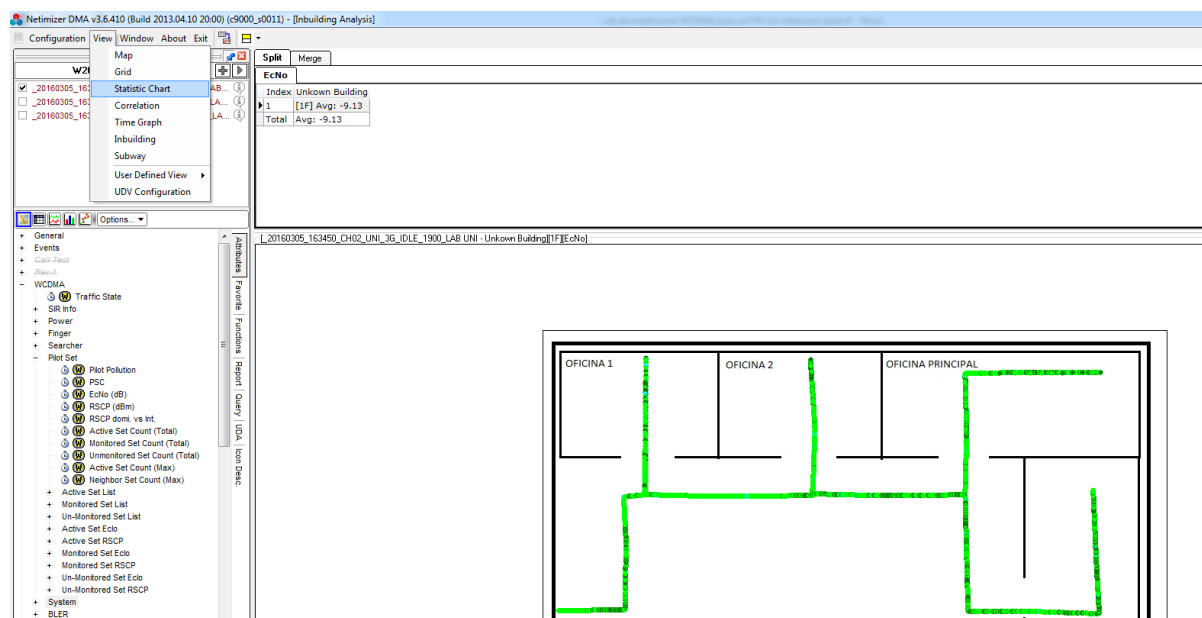 Netimizer DMA v3.6.410 (Build 2013.04.10 20:00) (c9000_s0011) - [Inbuilding Analysis]
Configuration View Window About Exit
Map
Grid
Statistic Chart
Correlation
Time Graph
Inbuilding
Subway
User Defined View
UDV Configuration
_20160305_163
AB...
_20160305_163
LA...
_20160305_163
_LA...
Options...
General
Events
Call Test
Rev.A
WCDMA
Traffic State
SIR Info
Power
Finger
Searcher
Pilot Set
Pilot Pollution
PSC
EcNo (dB)
RSCP (dBm)
RSCP domi. vs Int.
Active Set Count (Total)
Monitored Set Count (Total)
Unmonitored Set Count (Total)
Active Set Count (Max)
Neighbor Set Count (Max)
Active Set List
Monitored Set List
Un-Monitored Set List
Active Set EcIo
Active Set RSCP
Monitored Set EcIo
Monitored Set RSCP
Un-Monitored Set EcIo
Un-Monitored Set RSCP
System
BLER
Attributes
Favorite
Functions
Report
Query
UDA
Icon Desc.
Split Merge
EcNo
Index Unkown Building
1 [1F] Avg: -9.13
Total Avg: -9.13
[_20160305_163450_CH02_UNI_3G_IDLE_1900_LAB UNI - Unkown Building][1F][EcNo]
OFICINA 1
OFICINA 2
OFICINA PRINCIPAL